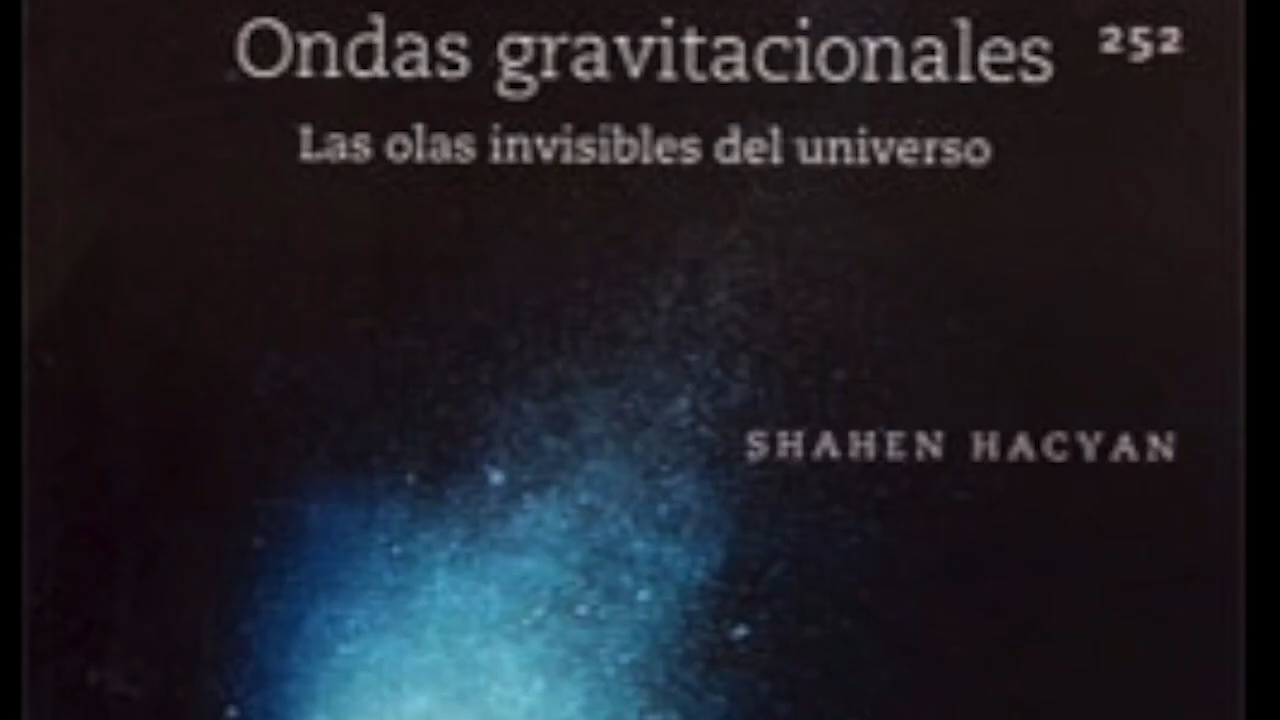 Ondas gravitacionales 252
Las olas invisibles del universo
SHAHEN HACYAN